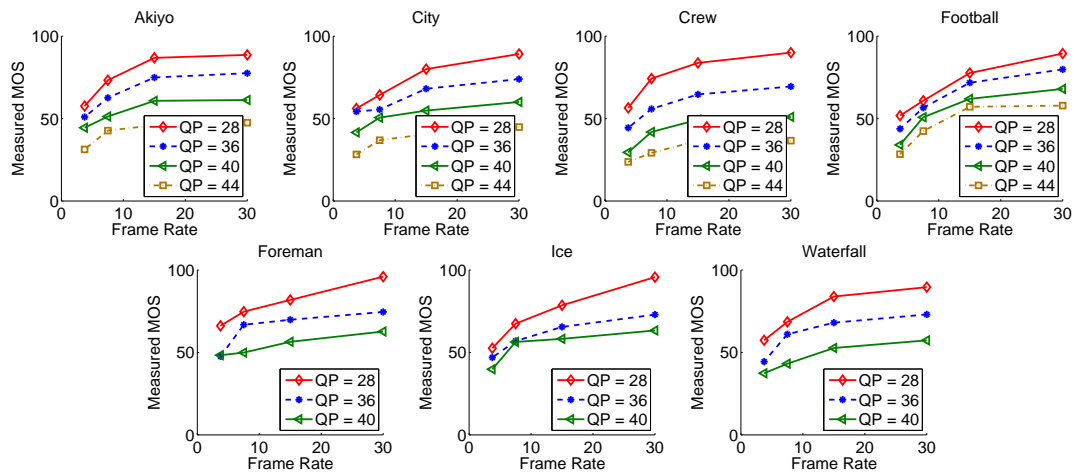 Akiyo
100
50
0
Measured MOS
0 10 20 30
Frame Rate
QP = 28
QP = 36
QP = 40
QP = 44
City
100
50
0
Measured MOS
0 10 20 30
Frame Rate
QP = 28
QP = 36
QP = 40
QP = 44
Crew
100
50
0
Measured MOS
0 10 20 30
Frame Rate
QP = 28
QP = 36
QP = 40
QP = 44
Football
100
50
0
Measured MOS
0 10 20 30
Frame Rate
QP = 28
QP = 36
QP = 40
QP = 44
Foreman
100
50
0
Measured MOS
0 10 20 30
Frame Rate
QP = 28
QP = 36
QP = 40
Ice
100
50
0
Measured MOS
0 10 20 30
Frame Rate
QP = 28
QP = 36
QP = 40
Waterfall
100
50
0
Measured MOS
0 10 20 30
Frame Rate
QP = 28
QP = 36
QP = 40